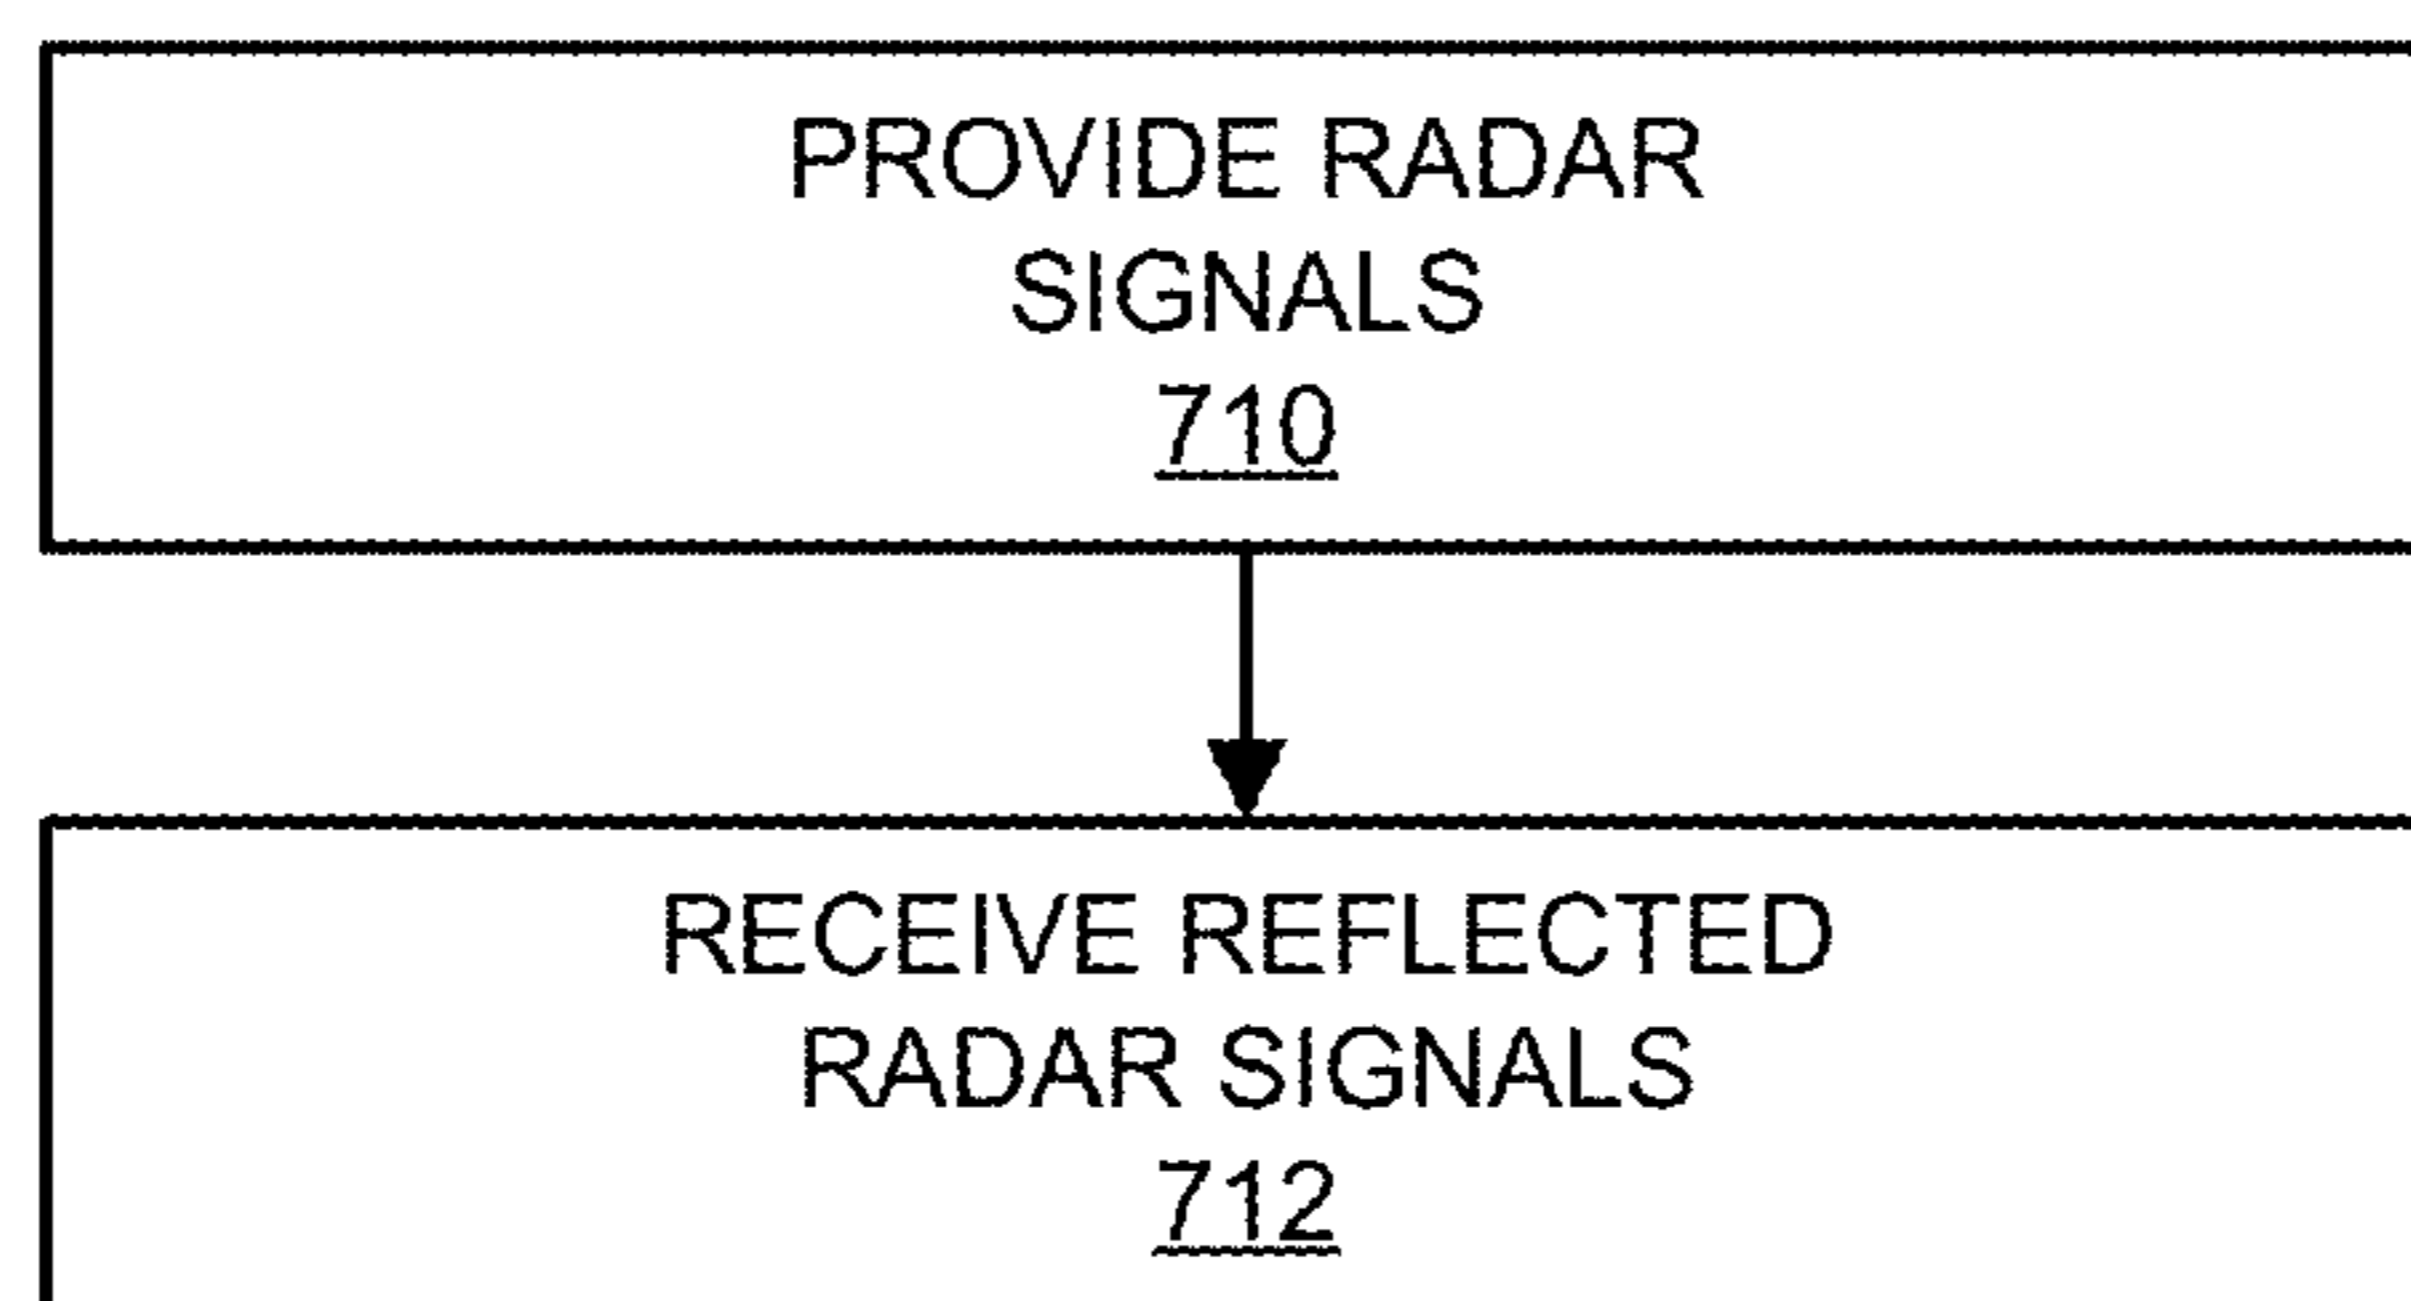 PROVIDE RADAR
SIGNALS
710
RECEIVE REFLECTED
RADAR SIGNALS
712